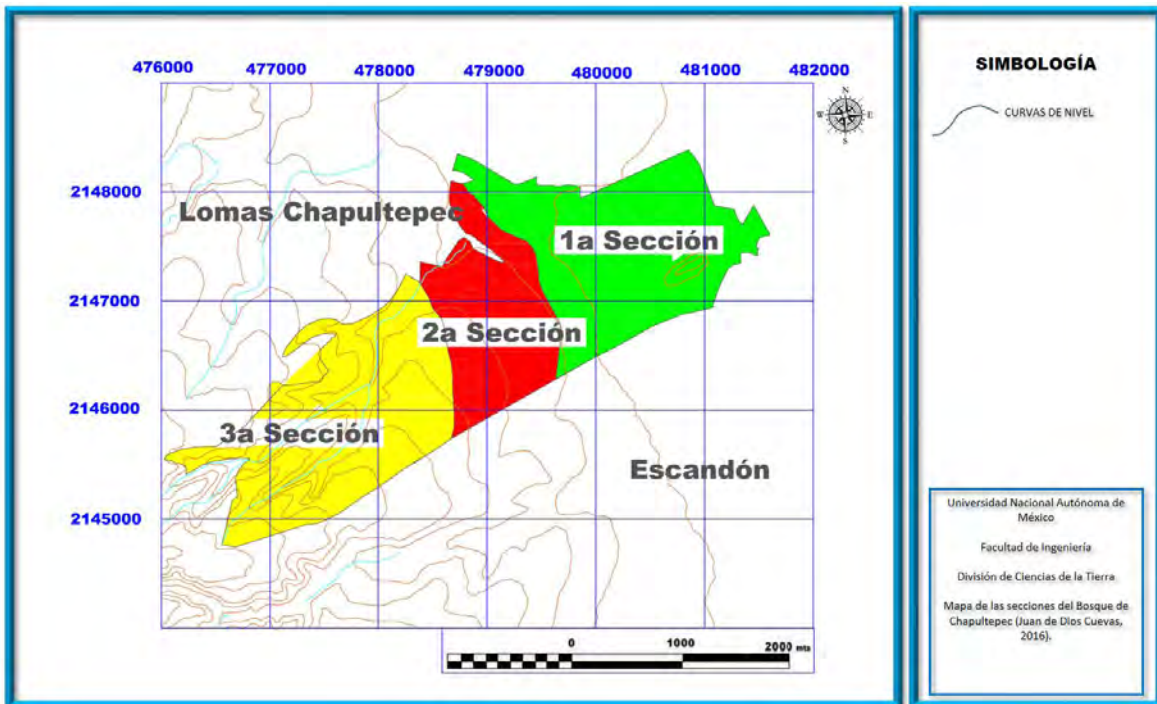 476000 477000 478000 479000 480000 481000 482000
N
W E
S
2148000
Lomas Chapultepec
1a Sección
2147000
2a Sección
2146000
3a Sección
Escandón
2145000
0 1000 2000 mts
SIMBOLOGÍA
CURVAS DE NIVEL
Universidad Nacional Autónoma de
México
Facultad de Ingeniería
División de Ciencias de la Tierra
Mapa de las secciones del Bosque de
Chapultepec (Juan de Dios Cuevas,
2016).